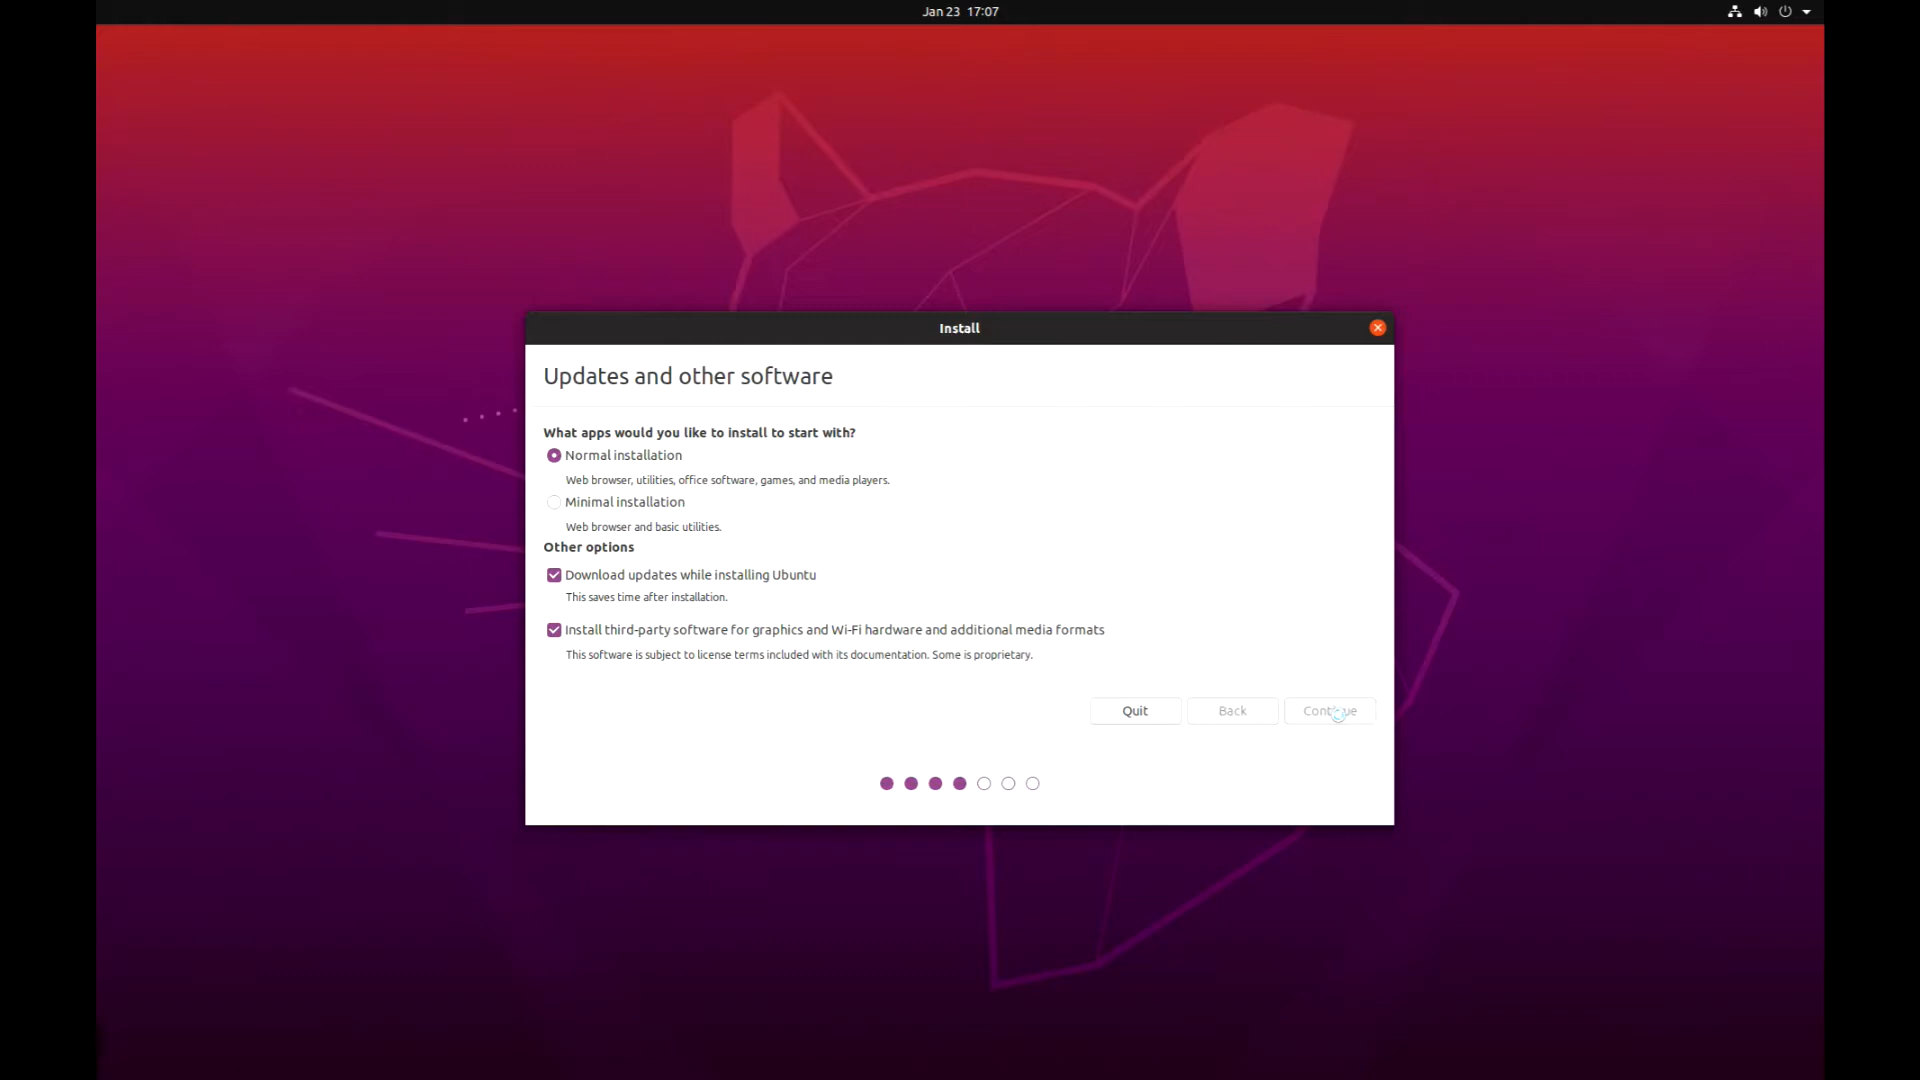 Jan 23 17:07
Install
Updates and other software
What apps would you like to install to start with?
Normal installation
Web browser, utilities, office software, games, and media players.
Minimal installation
Web browser and basic utilities.
Other options
Download updates while installing Ubuntu
This saves time after installation.
Install third-party software for graphics and Wi-Fi hardware and additional media formats
This software is subject to license terms included with its documentation. Some is proprietary.
Quit Back Continue